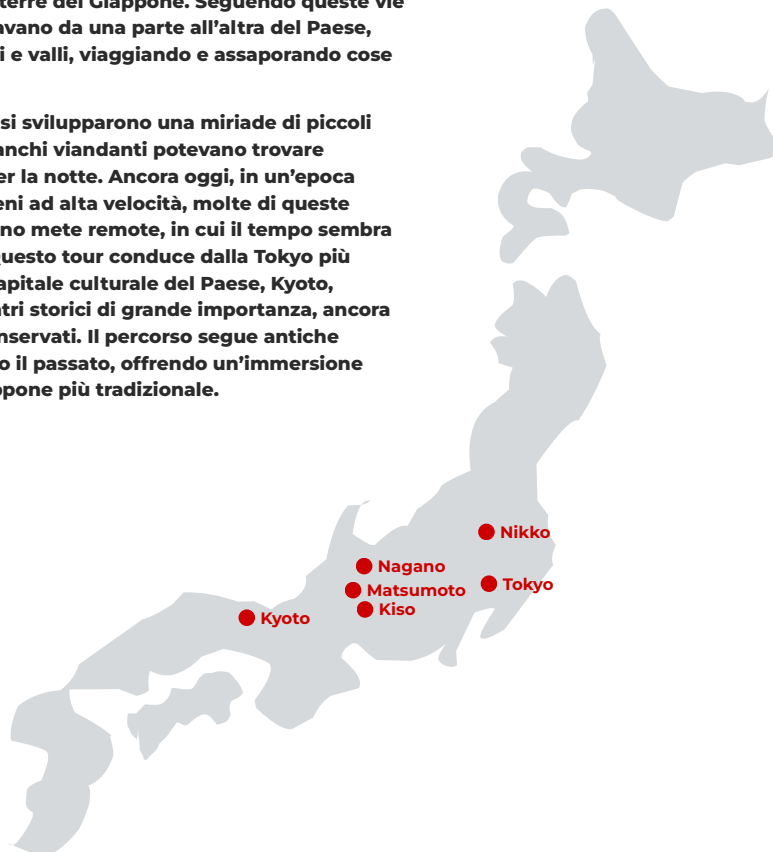 terre del Giappone. Seguendo queste vie
avano da una parte all’altra del Paese,
i e valli, viaggiando e assaporando cose
si svilupparono una miriade di piccoli
anchi viandanti potevano trovare
er la notte. Ancora oggi, in un’epoca
eni ad alta velocità, molte di queste
no mete remote, in cui il tempo sembra
uesto tour conduce dalla Tokyo più
apitale culturale del Paese, Kyoto,
tri storici di grande importanza, ancora
nservati. Il percorso segue antiche
o il passato, offrendo un’immersione
ppone più tradizionale.
Nikko
Nagano
Tokyo
Matsumoto
Kiso
Kyoto